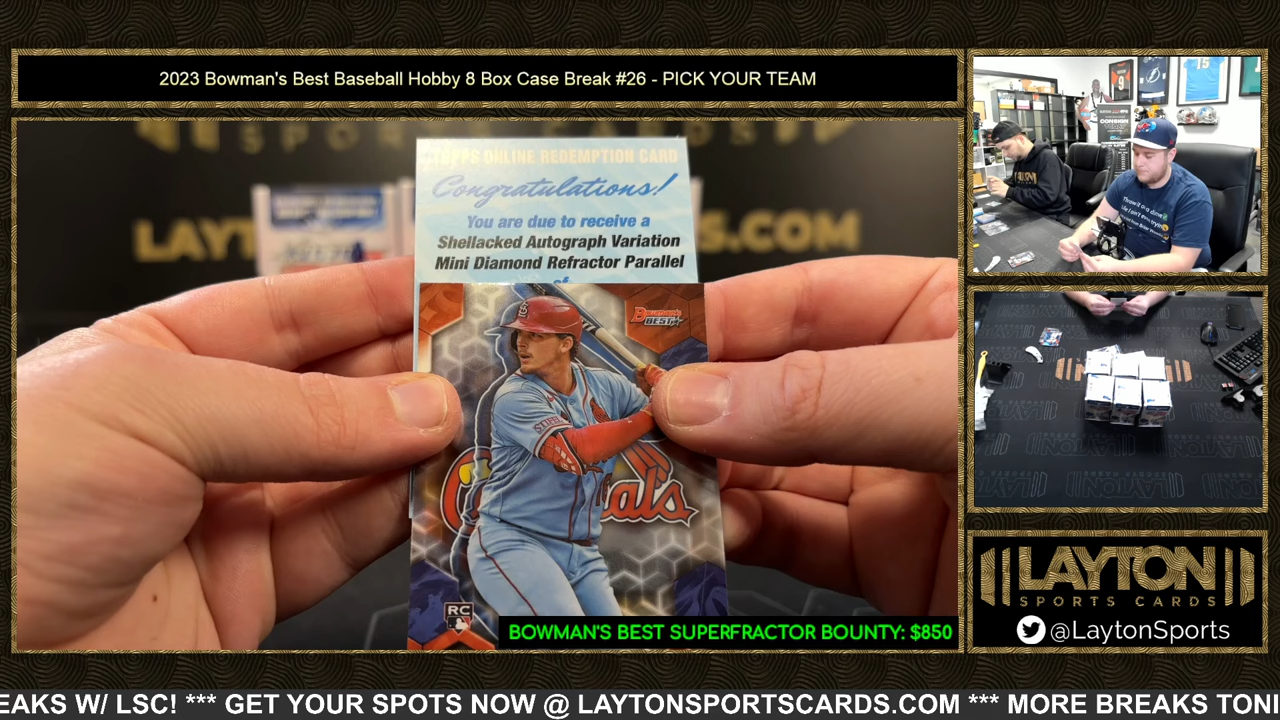 2023 Bowman's Best Baseball Hobby 8 Box Case Break #26 - PICK YOUR TEAM
TOPPS ONLINE REDEMPTION CARD
Congratulations!
You are due to receive a
Shellacked Autograph Variation
Mini Diamond Refractor Parallel
of
BOWMAN'S
BEST
RC
BOWMAN'S BEST SUPERFRACTOR BOUNTY: $850
LAYTON
SPORTS CARDS
@LaytonSports
EAKS W/ LSC! *** GET YOUR SPOTS NOW @ LAYTONSPORTSCARDS.COM *** MORE BREAKS TONI